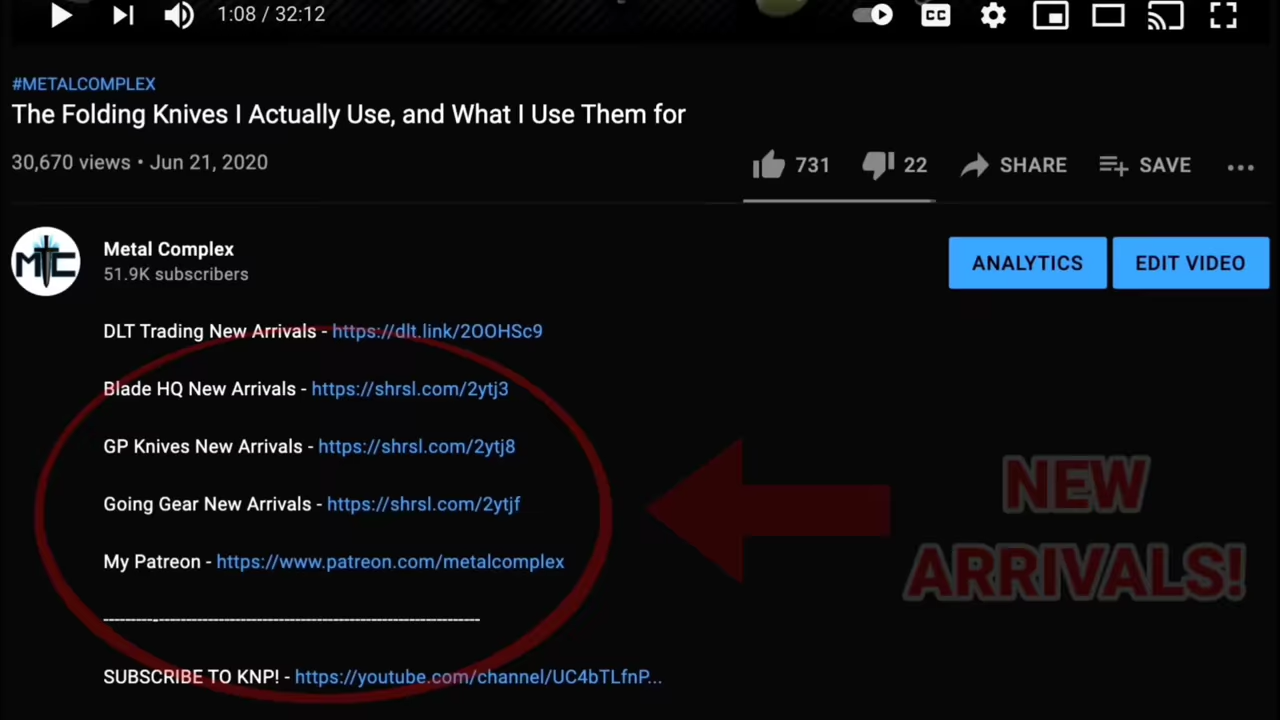 1:08 / 32:12
CC
#METALCOMPLEX
The Folding Knives I Actually Use, and What I Use Them for
30,670 views • Jun 21, 2020
731 22 SHARE SAVE
MTC
Metal Complex
51.9K subscribers
ANALYTICS EDIT VIDEO
DLT Trading New Arrivals - https://dlt.link/2OOHSc9
Blade HQ New Arrivals - https://shrsl.com/2ytj3
GP Knives New Arrivals - https://shrsl.com/2ytj8
Going Gear New Arrivals - https://shrsl.com/2ytjf
My Patreon - https://www.patreon.com/metalcomplex
SUBSCRIBE TO KNP! - https://youtube.com/channel/UC4bTLfnP...
NEW
ARRIVALS!